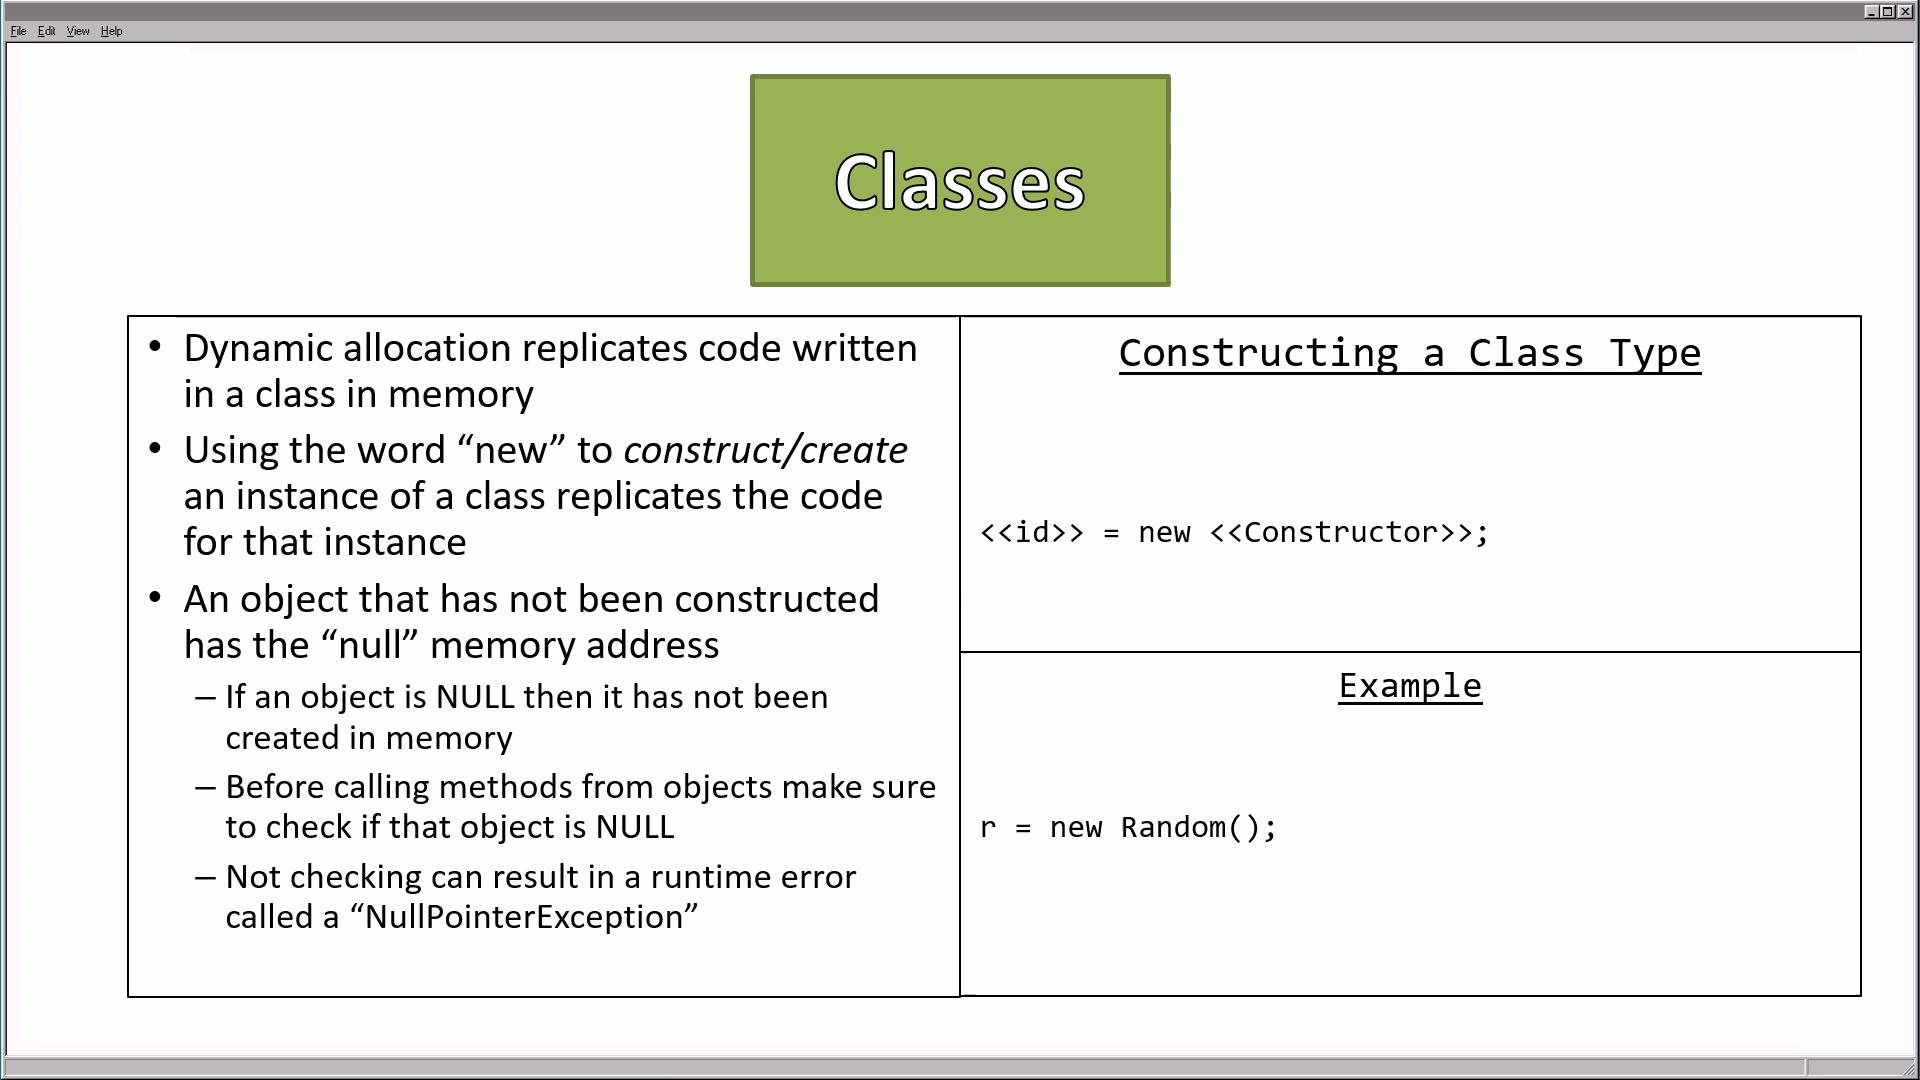 File Edit View Help
Classes
• Dynamic allocation replicates code written
in a class in memory
• Using the word “new” to construct/create
an instance of a class replicates the code
for that instance
• An object that has not been constructed
has the “null” memory address
– If an object is NULL then it has not been
created in memory
– Before calling methods from objects make sure
to check if that object is NULL
– Not checking can result in a runtime error
called a “NullPointerException”
Constructing a Class Type
<<id>> = new <<Constructor>>;
Example
r = new Random();